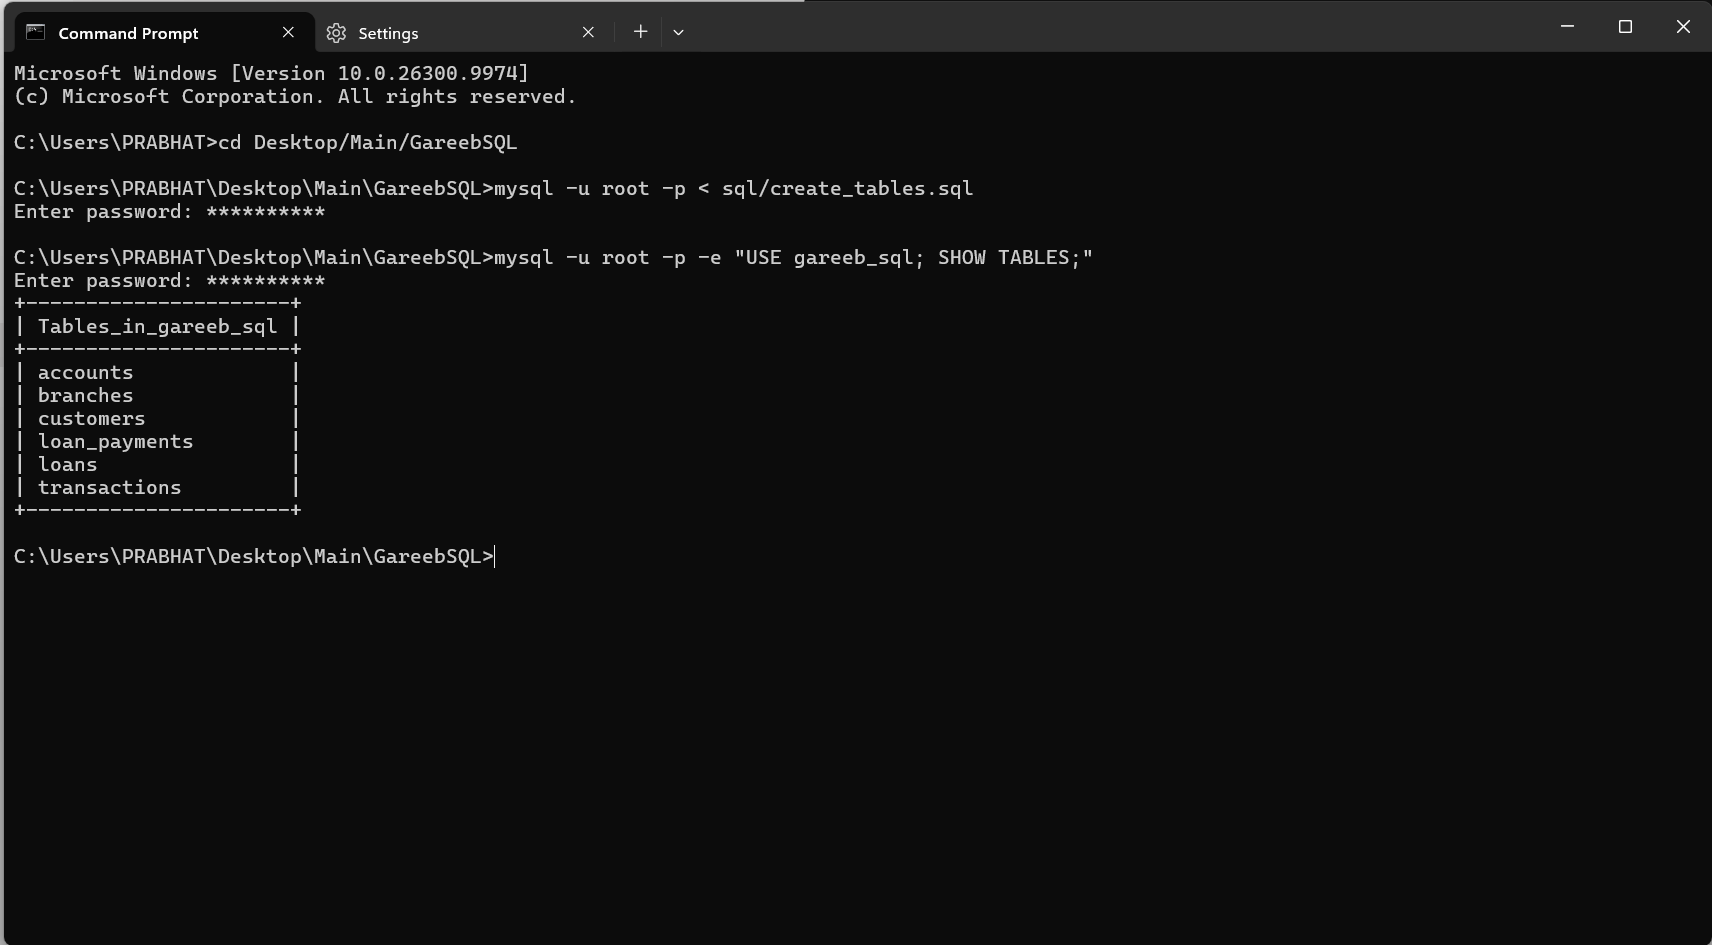 Command Prompt
Settings
Microsoft Windows [Version 10.0.26300.9974]
(c) Microsoft Corporation. All rights reserved.
C:\Users\PRABHAT>cd Desktop/Main/GareebSQL
C:\Users\PRABHAT\Desktop\Main\GareebSQL>mysql -u root -p < sql/create_tables.sql
Enter password: **********
C:\Users\PRABHAT\Desktop\Main\GareebSQL>mysql -u root -p -e "USE gareeb_sql; SHOW TABLES;"
Enter password: **********
+----------------------+
| Tables_in_gareeb_sql |
+----------------------+
| accounts             |
| branches             |
| customers            |
| loan_payments        |
| loans                |
| transactions         |
+----------------------+
C:\Users\PRABHAT\Desktop\Main\GareebSQL>